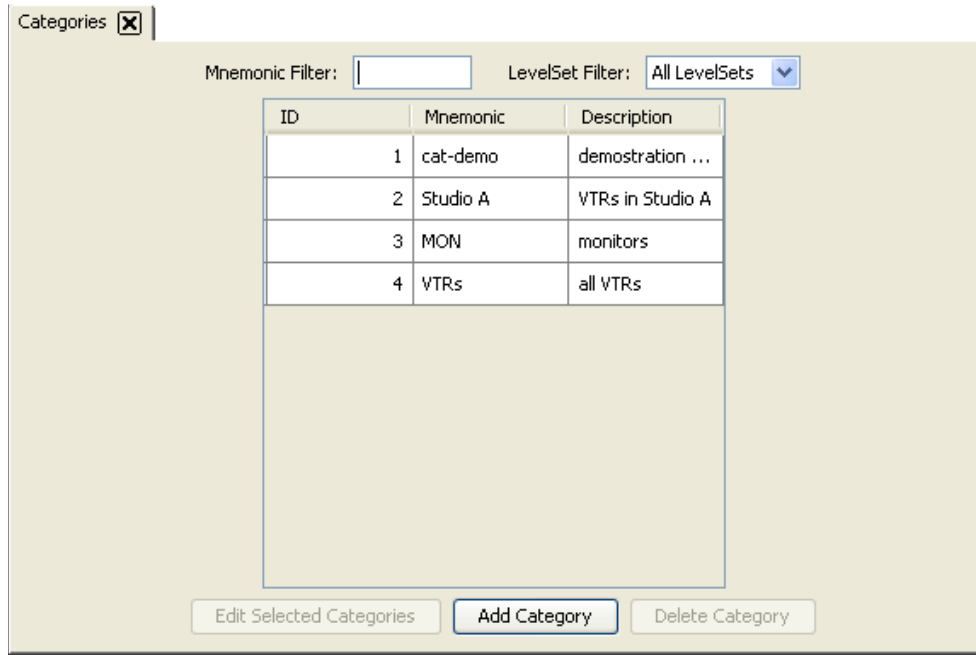 Categories
Mnemonic Filter: LevelSet Filter: All LevelSets
ID Mnemonic Description
1 cat-demo demostration ...
2 Studio A VTRs in Studio A
3 MON monitors
4 VTRs all VTRs
Edit Selected Categories Add Category Delete Category